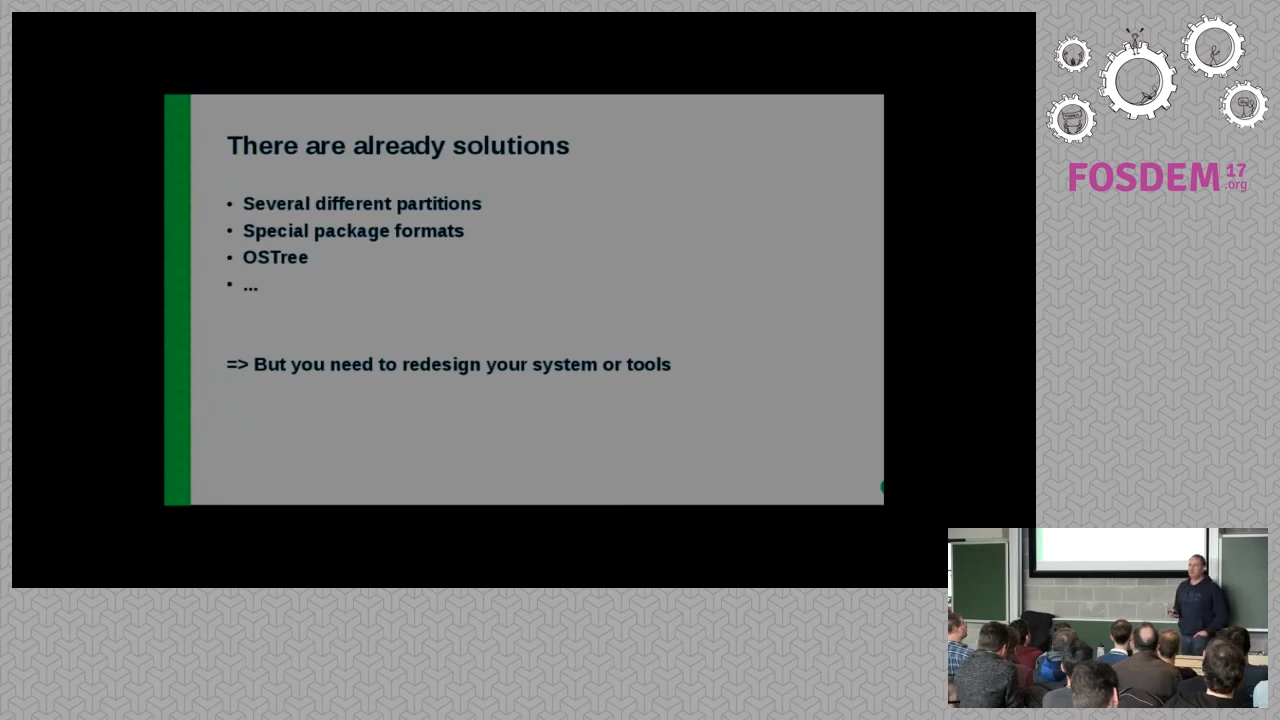 There are already solutions
• Several different partitions
• Special package formats
• OSTree
• ...
=> But you need to redesign your system or tools
FOSDEM 17
.org